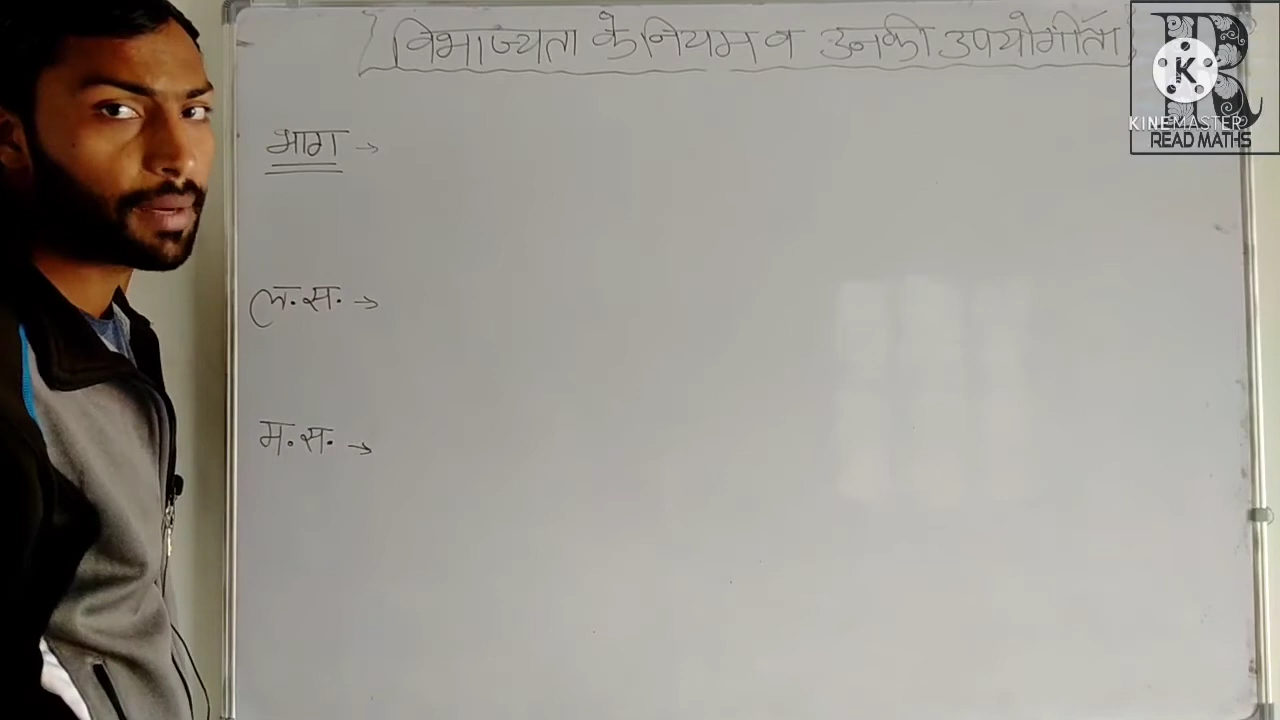 विभाज्यता के नियम व उनकी उपयोगीता
K
KINEMASTER
R
READ MATHS
भाग →
ल.स. →
म.स. →